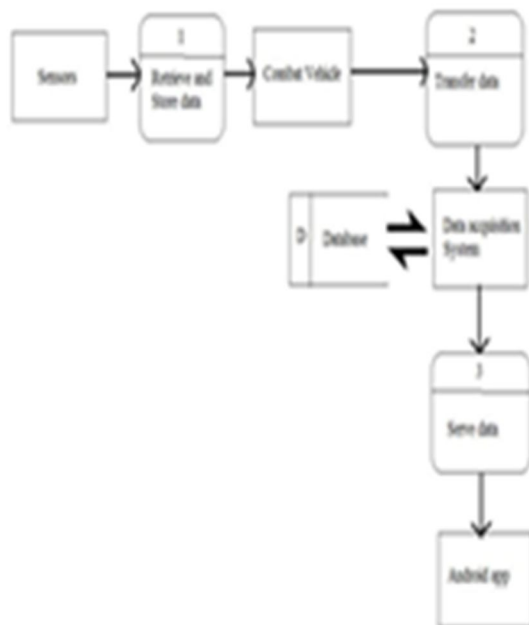 1
2
Sensors
Retrieve and
Store data
Combat Vehicle
Transfer data
D
Database
Data acquisition
System
3
Serve data
Android app